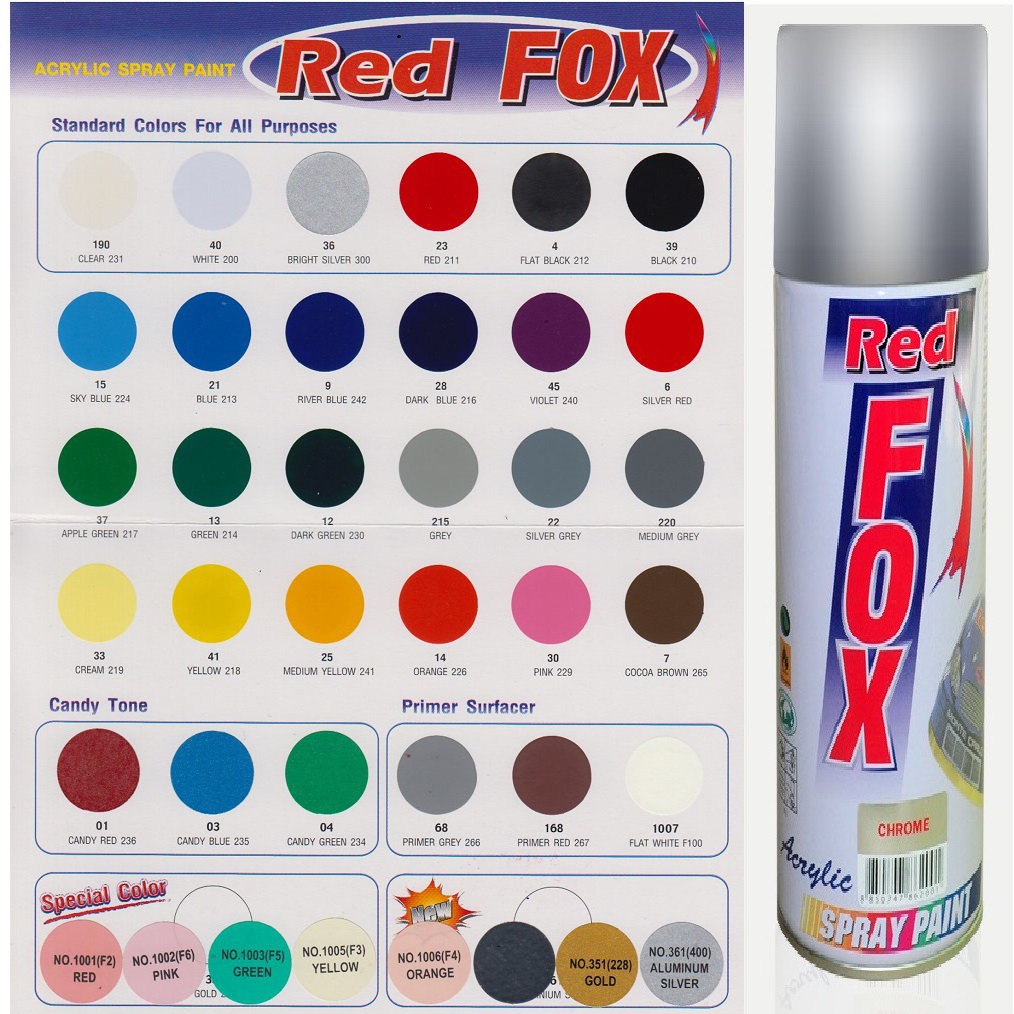 ACRYLIC SPRAY PAINT
Red FOX
Standard Colors For All Purposes
190 40 36 23 4 39
CLEAR 231 WHITE 200 BRIGHT SILVER 300 RED 211 FLAT BLACK 212 BLACK 210
15 21 9 28 45 6
SKY BLUE 224 BLUE 213 RIVER BLUE 242 DARK BLUE 216 VIOLET 240 SILVER RED
37 13 12 215 22 220
APPLE GREEN 217 GREEN 214 DARK GREEN 230 GREY SILVER GREY MEDIUM GREY
33 41 25 14 30 7
CREAM 219 YELLOW 218 MEDIUM YELLOW 241 ORANGE 226 PINK 229 COCOA BROWN 265
Candy Tone
01 03 04
CANDY RED 236 CANDY BLUE 235 CANDY GREEN 234
Primer Surfacer
68 168 1007
PRIMER GREY 266 PRIMER RED 267 FLAT WHITE F100
Special Color
NO.1001(F2) NO.1002(F6) NO.1003(F5) NO.1005(F3)
RED PINK GREEN YELLOW
GOLD
New
NO.1006(F4) NO.351(228) NO.361(400)
ORANGE GOLD ALUMINUM
SILVER
Red
FOX
CHROME
Acrylic
SPRAY PAINT